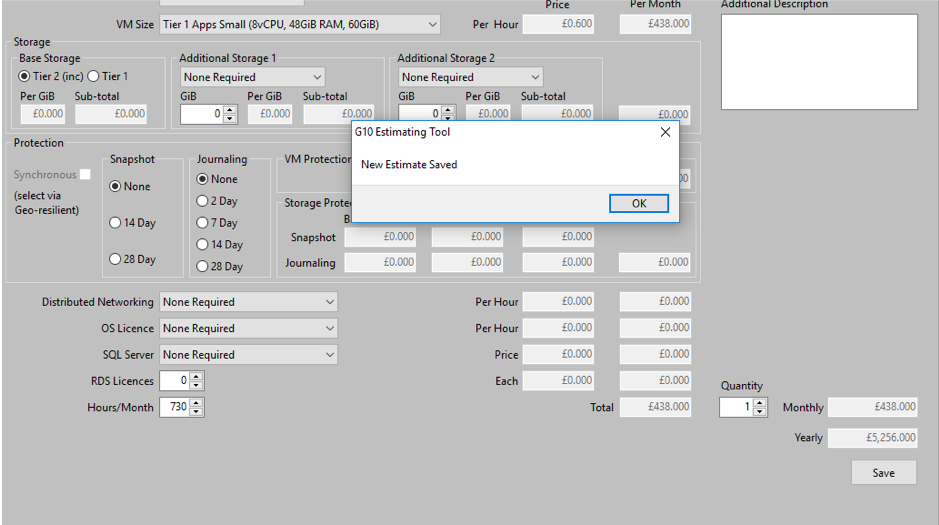 Price Per Month Additional Description
VM Size Tier 1 Apps Small (8vCPU, 48GiB RAM, 60GiB) Per Hour £0.600 £438.000
Storage
Base Storage Additional Storage 1 Additional Storage 2
Tier 2 (inc) Tier 1 None Required None Required
Per GiB Sub-total GiB Per GiB Sub-total GiB Per GiB Sub-total
£0.000 £0.000 0 £0.000 £0.000 0 £0.000 £0.000 £0.000
G10 Estimating Tool
New Estimate Saved
OK
Protection
Snapshot Journaling VM Protection
Synchronous None None
(select via 2 Day
Geo-resilient) Storage
14 Day 7 Day
14 Day Snapshot £0.000 £0.000 £0.000
28 Day 28 Day Journaling £0.000 £0.000 £0.000 £0.000
Distributed Networking None Required Per Hour £0.000 £0.000
OS Licence None Required Per Hour £0.000 £0.000
SQL Server None Required Price £0.000 £0.000
RDS Licences 0 Each £0.000 £0.000
Quantity
Hours/Month 730 Total £438.000 1 Monthly £438.000
Yearly £5,256.000
Save